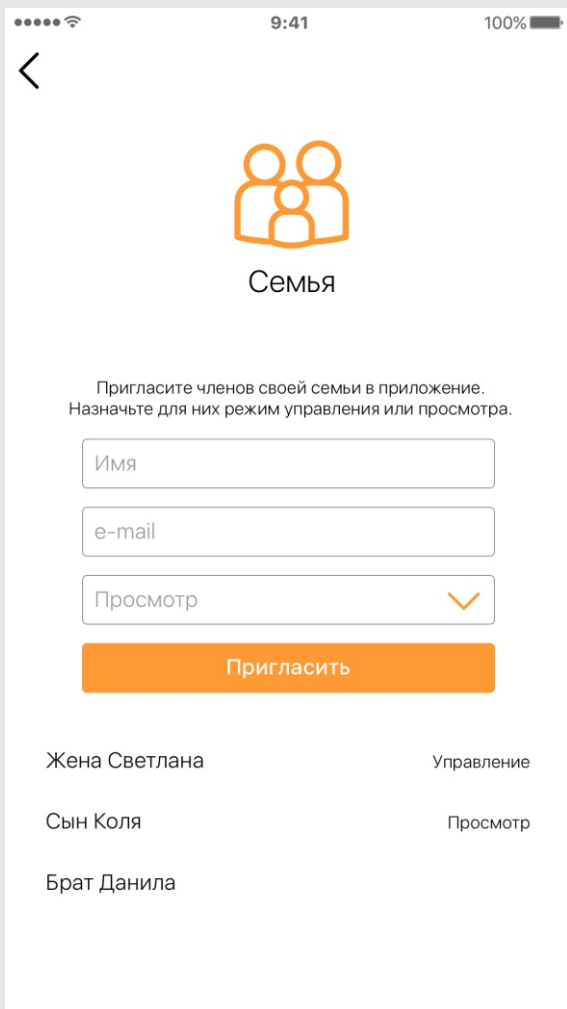 9:41
100%
Семья
Пригласите членов своей семьи в приложение.
Назначьте для них режим управления или просмотра.
Имя
e-mail
Просмотр
Пригласить
Жена Светлана Управление
Сын Коля Просмотр
Брат Данила